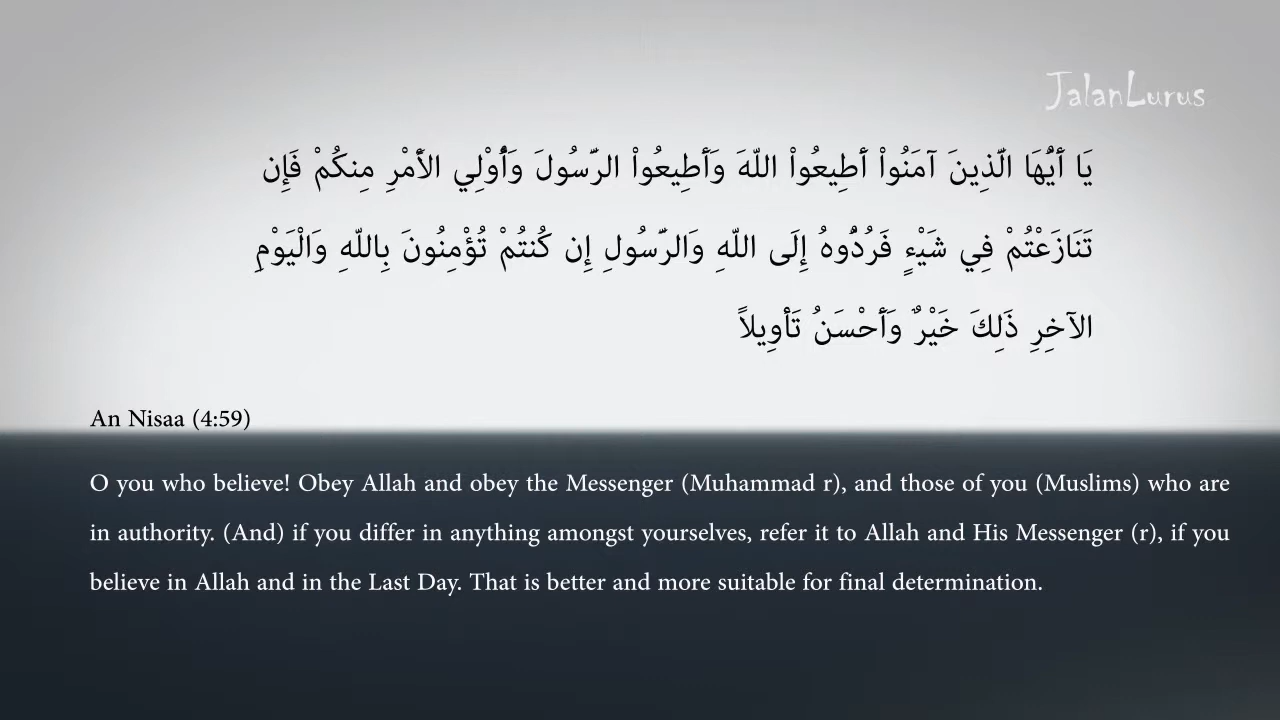 JalanLurus
يَا أَيُّهَا الَّذِينَ آمَنُواْ أَطِيعُواْ اللّهَ وَأَطِيعُواْ الرَّسُولَ وَأُوْلِي الأَمْرِ مِنكُمْ فَإِن
تَنَازَعْتُمْ فِي شَيْءٍ فَرُدُّوهُ إِلَى اللّهِ وَالرَّسُولِ إِن كُنتُمْ تُؤْمِنُونَ بِاللّهِ وَالْيَوْمِ
الآخِرِ ذَلِكَ خَيْرٌ وَأَحْسَنُ تَأْوِيلاً
An Nisaa (4:59)
O you who believe! Obey Allah and obey the Messenger (Muhammad r), and those of you (Muslims) who are
in authority. (And) if you differ in anything amongst yourselves, refer it to Allah and His Messenger (r), if you
believe in Allah and in the Last Day. That is better and more suitable for final determination.